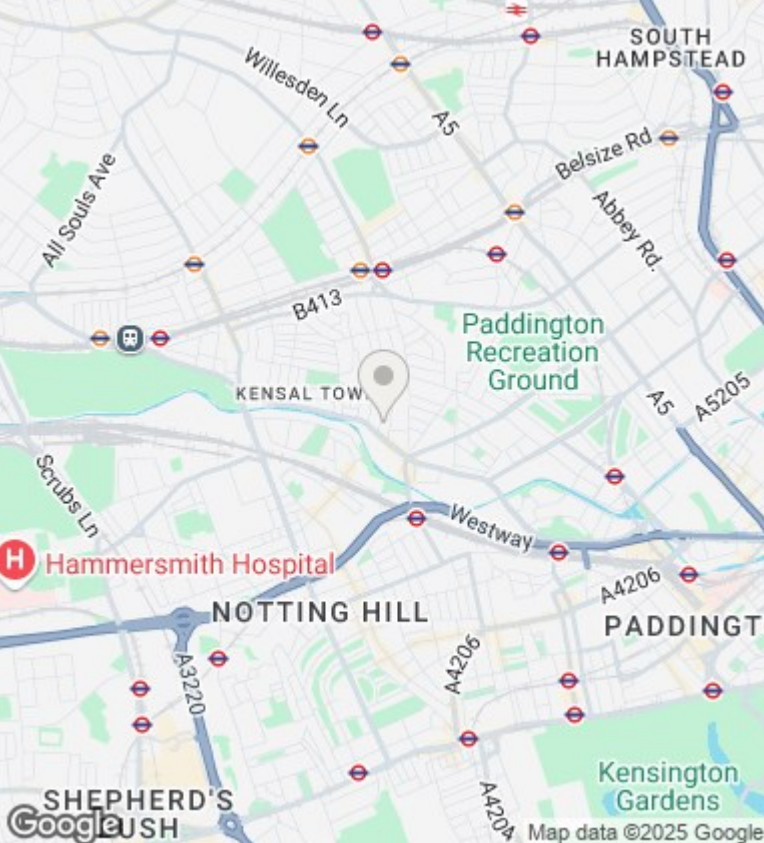 SOUTH
HAMPSTEAD
Willesden Ln
A5
Belsize Rd
All Souls Ave
Abbey Rd.
B413
Paddington
Recreation
Ground
KENSAL TOW
A5
A5205
Scrubs Ln
Westway
H
Hammersmith Hospital
A4206
NOTTING HILL
PADDINGT
A4206
A3220
Kensington
Gardens
A4204
SHEPHERD'S
BUSH
Google
Map data ©2025 Google